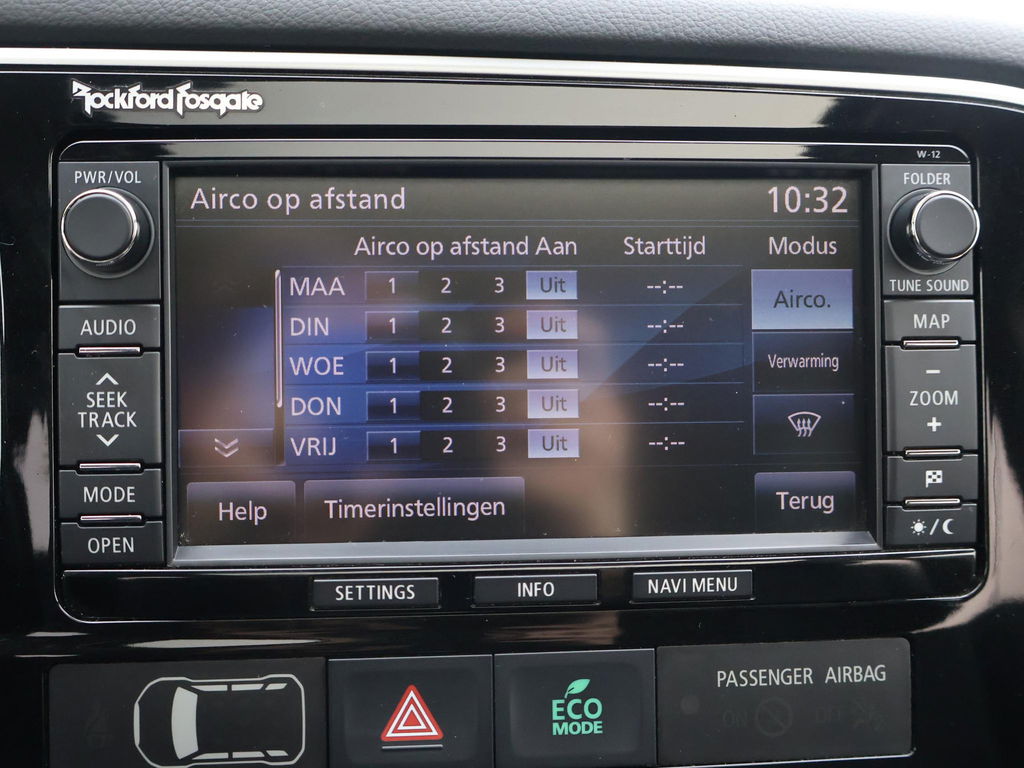 Rockford Fosgate
W-12
PWR/VOL
FOLDER
Airco op afstand 10:32
Airco op afstand Aan Starttijd Modus
TUNE SOUND
MAA 1 2 3 Uit --:-- Airco.
DIN 1 2 3 Uit --:--
WOE 1 2 3 Uit --:-- Verwarming
DON 1 2 3 Uit --:--
VRIJ 1 2 3 Uit --:--
Help Timerinstellingen Terug
AUDIO
SEEK
TRACK
MODE
OPEN
MAP
−
ZOOM
+
SETTINGS INFO NAVI MENU
ECO
MODE
PASSENGER AIRBAG
ON OFF